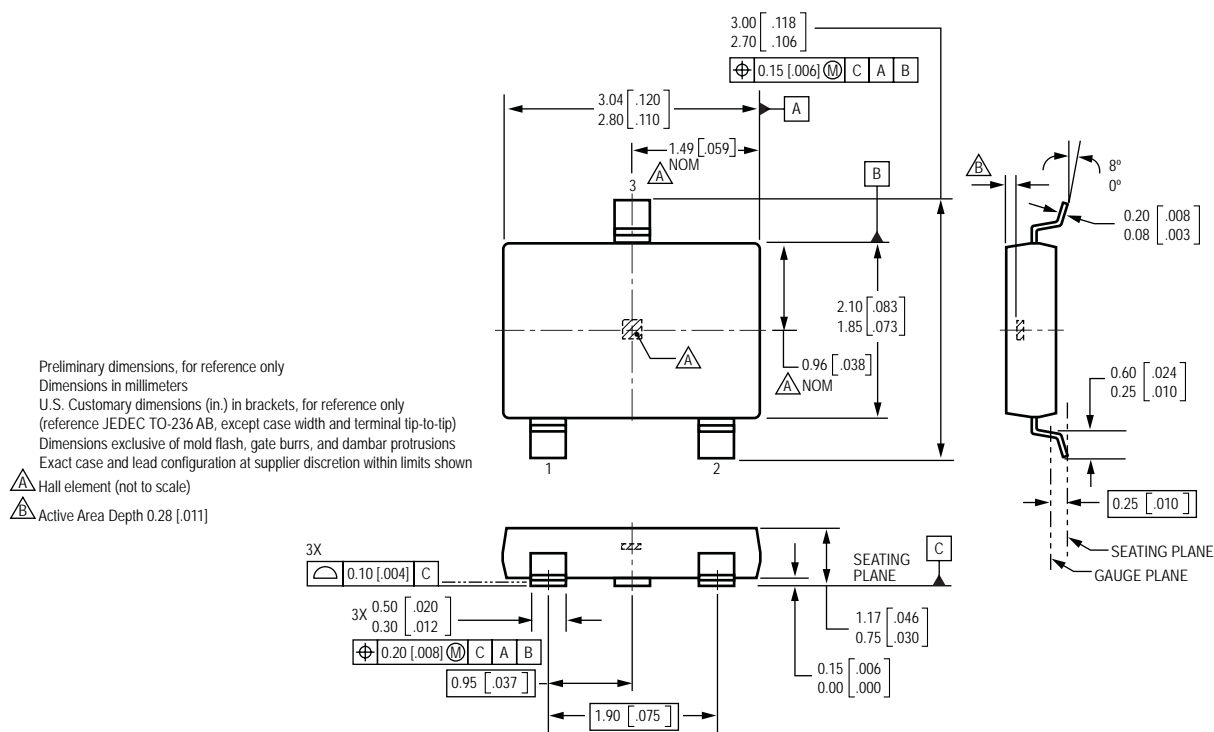 3.00 [ .118
2.70 [ .106 ]
⌖ 0.15 [.006] Ⓜ C A B
3.04 [ .120
2.80 [ .110 ]
A
1.49 [ .059 ]
NOM
A
3
B
B
8º
0º
0.20 [ .008
0.08 [ .003 ]
2.10 [ .083
1.85 [ .073 ]
0.96 [ .038 ]
A NOM
A
Preliminary dimensions, for reference only
Dimensions in millimeters
U.S. Customary dimensions (in.) in brackets, for reference only
(reference JEDEC TO-236 AB, except case width and terminal tip-to-tip)
Dimensions exclusive of mold flash, gate burrs, and dambar protrusions
Exact case and lead configuration at supplier discretion within limits shown
A Hall element (not to scale)
B Active Area Depth 0.28 [.011]
0.60 [ .024
0.25 [ .010 ]
1
2
0.25 [ .010 ]
SEATING PLANE
GAUGE PLANE
3X
⌓ 0.10 [.004] C
SEATING
PLANE
C
3X 0.50 [ .020
0.30 [ .012 ]
⌖ 0.20 [.008] Ⓜ C A B
0.95 [ .037 ]
1.90 [ .075 ]
1.17 [ .046
0.75 [ .030 ]
0.15 [ .006
0.00 [ .000 ]